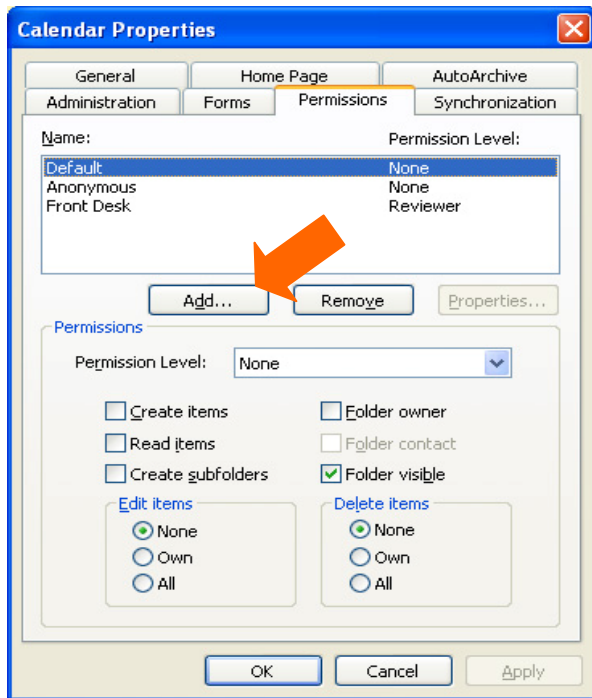 Calendar Properties
General Home Page AutoArchive
Administration Forms Permissions Synchronization
Name: Permission Level:
Default None
Anonymous None
Front Desk Reviewer
Add... Remove Properties...
Permissions
Permission Level: None
Create items Folder owner
Read items Folder contact
Create subfolders Folder visible
Edit items Delete items
None None
Own Own
All All
OK Cancel Apply